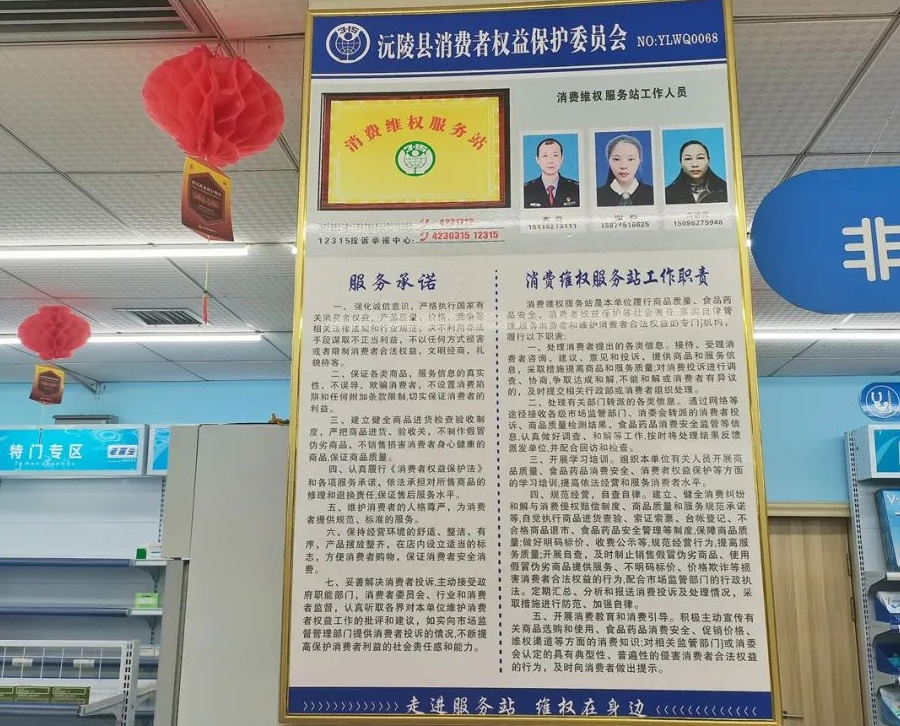 沅陵县消费者权益保护委员会 NO:YLWQ0068
消费维权服务站
消费维权服务站工作人员
12315投诉举报中心:
4230315 12315
服务承诺
一、强化诚信意识，严格执行国家有
关消费者权益、产品质量、价格、竞争等
相关法律法规和行业规范，决不利用非法
手段谋取不正当利益，不以任何方式损害
或者限制消费者合法权益，文明经商，礼
貌待客。
二、保证各类商品，服务信息的真实
性，不误导、欺骗消费者，不设置消费陷
阱和任何附加条款限制,切实保证消费者的
利益。
三、建立健全商品进货检查验收制
度，严把商品进货、验收关，不制作假冒
伪劣商品，不销售损害消费者身心健康的
商品,保证商品质量。
四、认真履行《消费者权益保护法》
和各项服务承诺，依法承担对所售商品的
修理和退换责任,保证售后服务水平。
五、维护消费者的人格尊严，为消费
者提供规范、标准的服务。
六、保持经营环境的舒适、整洁、有
序，产品摆放整齐，在店内设立适当的标
志，方便消费者购物，保证消费者安全消
费。
七、妥善解决消费者投诉,主动接受政
府职能部门，消费者委员会、行业和消费
者监督，认真听取各界对本单位维护消费
者权益工作的批评和建议，如实向市场监
督管理部门提供消费者投诉的情况,不断提
高保护消费者利益的社会责任感和能力。
消费维权服务站工作职责
消费维权服务站是本单位履行商品质量、食品药
品安全、消费者权益保护等社会责任,落实自律管
理,服务消费者和维护消费者合法权益的专门机构,
履行以下职责:
一、处理消费者提出的各类信息。接待、受理消
费者咨询、建议、意见和投诉，提供商品和服务信
息，采取措施提高商品和服务质量;对消费投诉进行调
查、协商,争取达成和解,不能和解或消费者有异议
的，及时提交相关行政部或消费者组织处理。
二、处理有关部门转派的各类信息。通过网络等
途径接收各级市场监管部门、消委会转派的消费者投
诉、商品质量检测结果、食品药品消费安全监管等信
息,认真做好调查、和解等工作,按时将处理结果反馈
派发单位,并配合回访和检查。
三、开展学习培训。组织本单位有关人员开展商
品质量、食品药品消费安全、消费者权益保护等方面
的学习培训,提高依法经营和服务消费者水平。
四、规范经营，自查自律。建立、健全消费纠纷
和解与消费侵权赔偿制度、商品质量和服务规范承诺
等,自觉执行商品进货查验、索证索票、台帐登记、不
合格商品退市、食品药品安全管理等制度,保障商品质
量;做好明码标价、收费公示等,规范经营行为,提高服
务质量;开展自查，及时制止销售假冒伪劣商品、使用
假冒伪劣商品提供服务、不明码标价、价格欺诈等损
害消费者合法权益的行为,配合市场监管部门的行政执
法。定期汇总、分析和报送消费投诉及处理情况，采
取措施进行防范、加强自律。
五、开展消费教育和消费引导。积极主动宣传有
关商品选购和使用、食品药品消费安全、促销价格、
维权渠道等方面的消费知识;对相关监管部门]或消委
会认定的具有典型性、普遍性的侵害消费者合法权益
的行为，及时向消费者做出提示。
走进服务站 维权在身边
特门专区
老医生
非